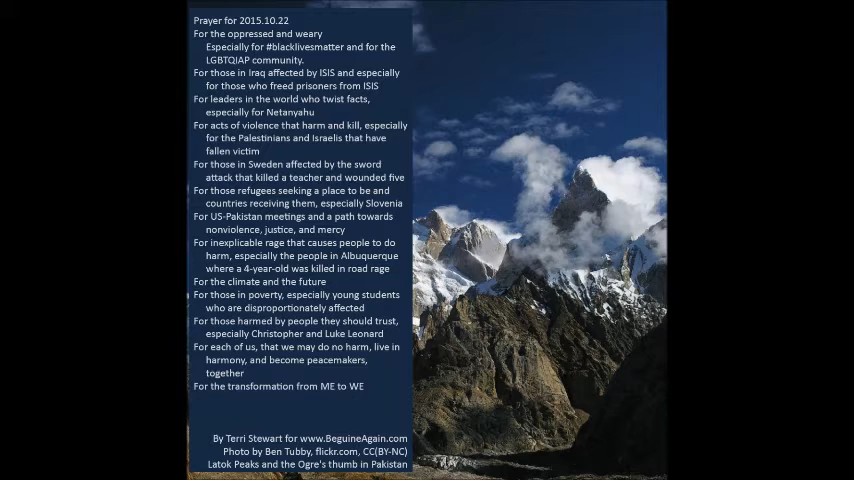 Prayer for 2015.10.22
For the oppressed and weary
Especially for #blacklivesmatter and for the
LGBTQIAP community.
For those in Iraq affected by ISIS and especially
for those who freed prisoners from ISIS
For leaders in the world who twist facts,
especially for Netanyahu
For acts of violence that harm and kill, especially
for the Palestinians and Israelis that have
fallen victim
For those in Sweden affected by the sword
attack that killed a teacher and wounded five
For those refugees seeking a place to be and
countries receiving them, especially Slovenia
For US-Pakistan meetings and a path towards
nonviolence, justice, and mercy
For inexplicable rage that causes people to do
harm, especially the people in Albuquerque
where a 4-year-old was killed in road rage
For the climate and the future
For those in poverty, especially young students
who are disproportionately affected
For those harmed by people they should trust,
especially Christopher and Luke Leonard
For each of us, that we may do no harm, live in
harmony, and become peacemakers,
together
For the transformation from ME to WE
By Terri Stewart for www.BeguineAgain.com
Photo by Ben Tubby, flickr.com, CC(BY-NC)
Latok Peaks and the Ogre's thumb in Pakistan